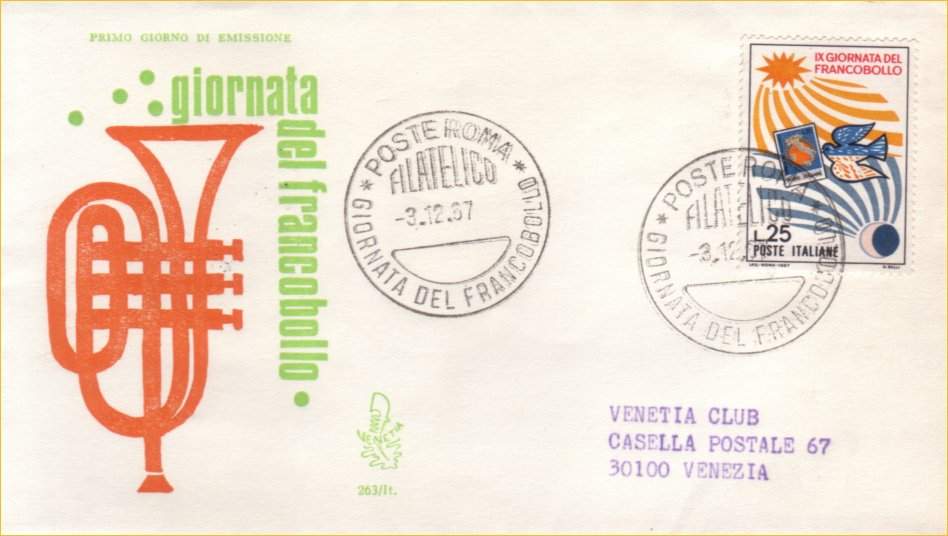 PRIMO GIORNO DI EMISSIONE
giornata
del francobollo
POSTE ROMA
FILATELICO
-3.12.67
* GIORNATA DEL FRANCOBOLLO *
IX GIORNATA DEL
FRANCOBOLLO
L.25
POSTE ITALIANE
POSTE ROMA
FILATELICO
-3.12.
* GIORNATA DEL FRANCOBOLLO
263/It.
VENETIA CLUB
CASELLA POSTALE 67
30100 VENEZIA